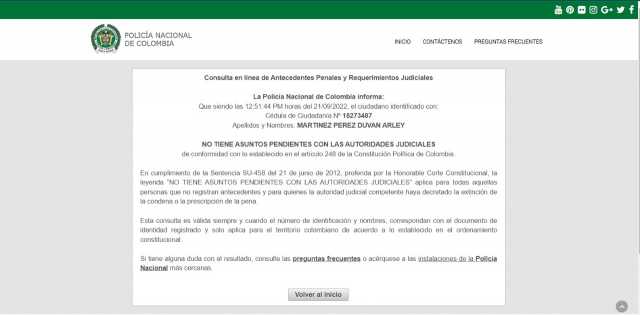 POLICÍA NACIONAL
DE COLOMBIA
INICIO CONTÁCTENOS PREGUNTAS FRECUENTES
Consulta en línea de Antecedentes Penales y Requerimientos Judiciales
La Policía Nacional de Colombia informa:
Que siendo las 12:51:44 PM horas del 21/09/2022, el ciudadano identificado con:
Cédula de Ciudadanía Nº 15273487
Apellidos y Nombres: MARTINEZ PEREZ DUVAN ARLEY
NO TIENE ASUNTOS PENDIENTES CON LAS AUTORIDADES JUDICIALES
de conformidad con lo establecido en el artículo 248 de la Constitución Política de Colombia.
En cumplimiento de la Sentencia SU-458 del 21 de junio de 2012, proferida por la Honorable Corte Constitucional, la
leyenda "NO TIENE ASUNTOS PENDIENTES CON LAS AUTORIDADES JUDICIALES" aplica para todas aquellas
personas que no registran antecedentes y para quienes la autoridad judicial competente haya decretado la extinción de
la condena o la prescripción de la pena.
Esta consulta es válida siempre y cuando el número de identificación y nombres, correspondan con el documento de
identidad registrado y solo aplica para el territorio colombiano de acuerdo a lo establecido en el ordenamiento
constitucional.
Si tiene alguna duda con el resultado, consulte las preguntas frecuentes o acérquese a las instalaciones de la Policía
Nacional más cercanas.
Volver al Inicio